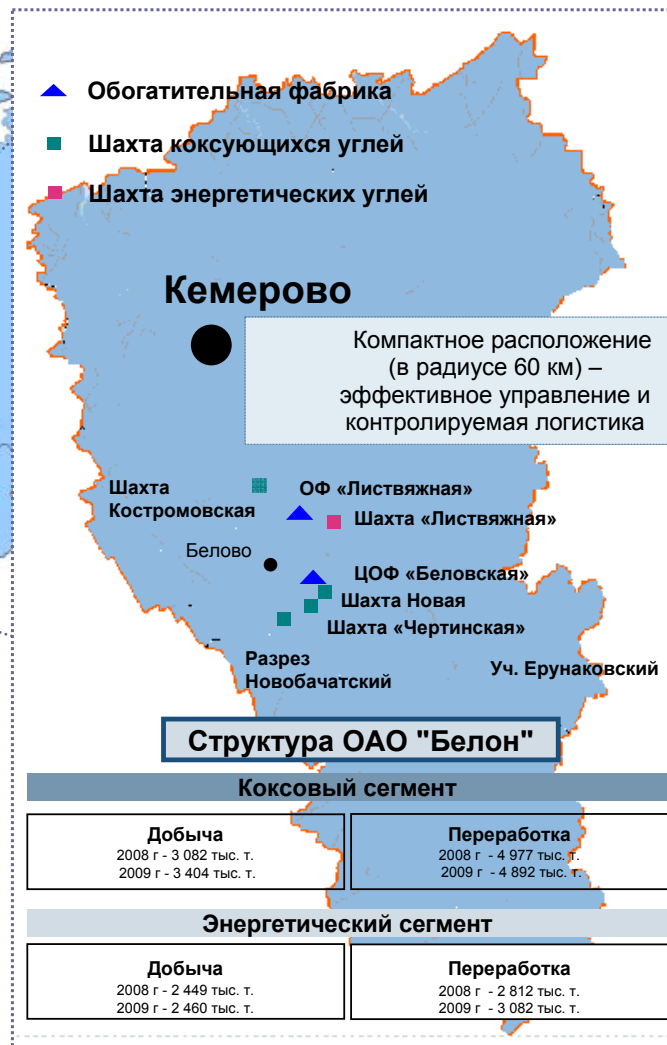 Обогатительная фабрика
Шахта коксующихся углей
Шахта энергетических углей
Кемерово
Компактное расположение
(в радиусе 60 км) –
эффективное управление и
контролируемая логистика
Шахта
Костромовская
ОФ «Листвяжная»
Шахта «Листвяжная»
Белово
ЦОФ «Беловская»
Шахта Новая
Шахта «Чертинская»
Разрез
Новобачатский
Уч. Ерунаковский
Структура ОАО "Белон"
Коксовый сегмент
Добыча
2008 г - 3 082 тыс. т.
2009 г - 3 404 тыс. т.
Переработка
2008 г - 4 977 тыс. т.
2009 г - 4 892 тыс. т.
Энергетический сегмент
Добыча
2008 г - 2 449 тыс. т.
2009 г - 2 460 тыс. т.
Переработка
2008 г - 2 812 тыс. т.
2009 г - 3 082 тыс. т.